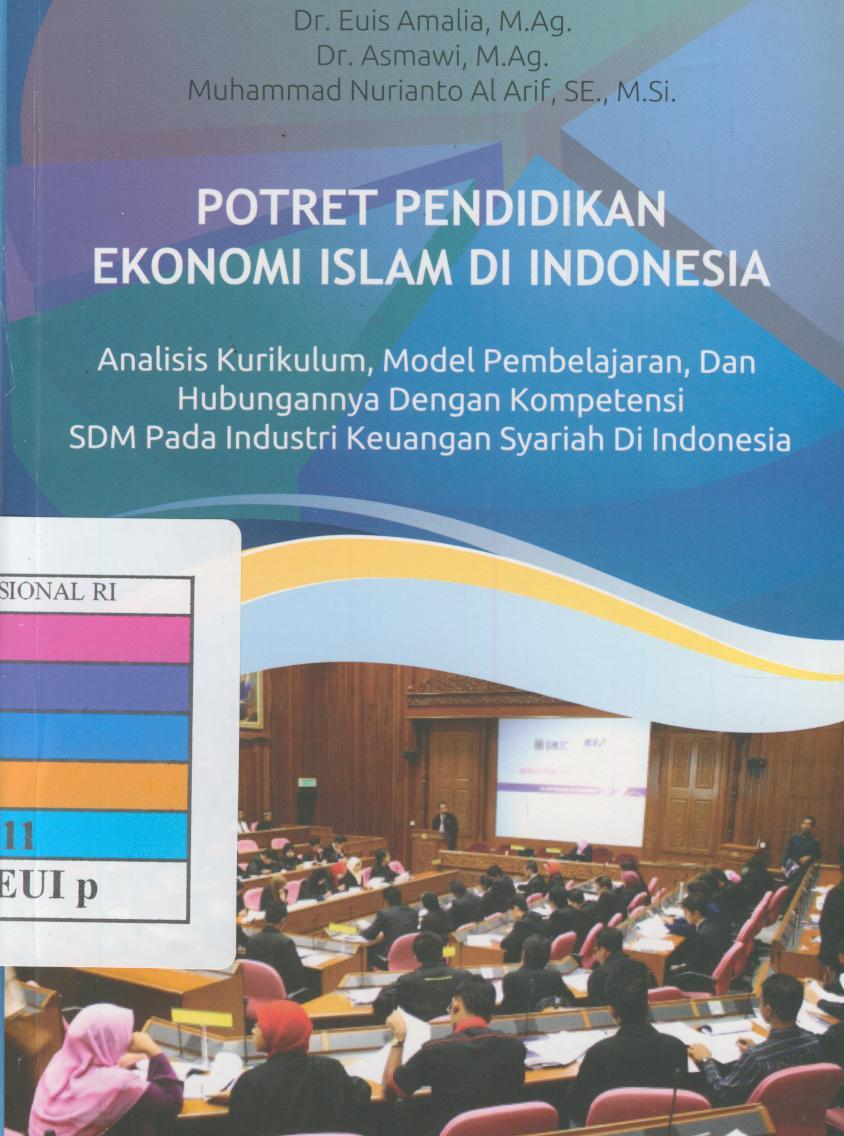 Dr. Euis Amalia, M.Ag.
Dr. Asmawi, M.Ag.
Muhammad Nurianto Al Arif, SE., M.Si.
POTRET PENDIDIKAN
EKONOMI ISLAM DI INDONESIA
Analisis Kurikulum, Model Pembelajaran, Dan
Hubungannya Dengan Kompetensi
SDM Pada Industri Keuangan Syariah Di Indonesia
SIONAL RI
11
EUI p